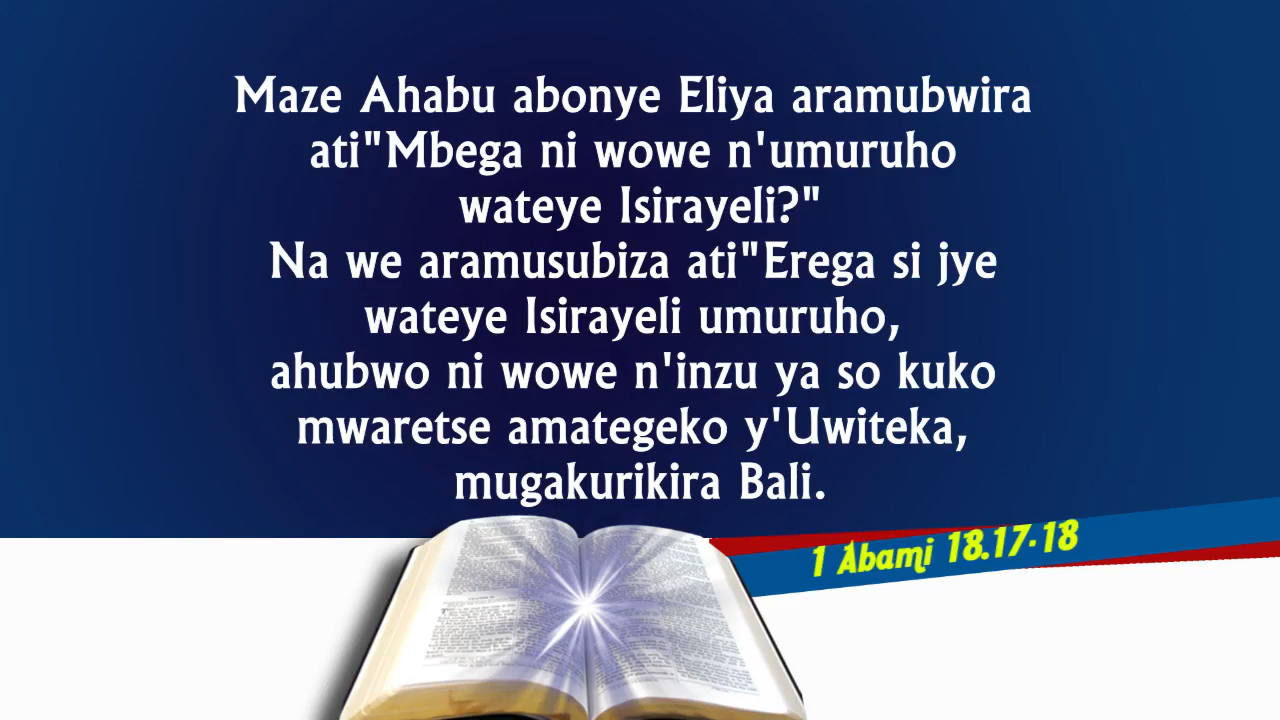 Maze Ahabu abonye Eliya aramubwira
ati"Mbega ni wowe n'umuruho
wateye Isirayeli?"
Na we aramusubiza ati"Erega si jye
wateye Isirayeli umuruho,
ahubwo ni wowe n'inzu ya so kuko
mwaretse amategeko y'Uwiteka,
mugakurikira Bali.
1 Abami 18.17-18